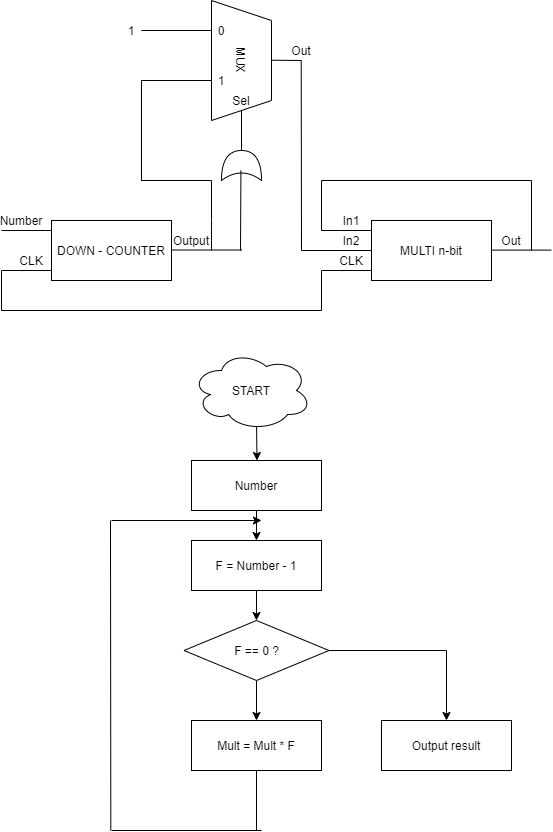 1
0
MUX
Out
1
Sel
Number
DOWN - COUNTER
Output
CLK
In1
In2
CLK
MULTI n-bit
Out
START
Number
F = Number - 1
F == 0 ?
Mult = Mult * F
Output result